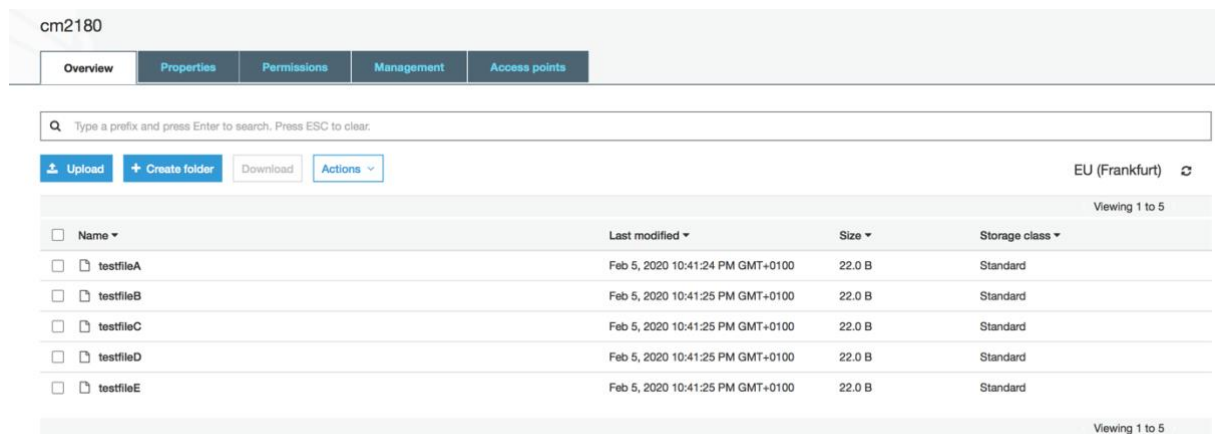 cm2180
Overview Properties Permissions Management Access points
Type a prefix and press Enter to search. Press ESC to clear.
Upload + Create folder Download Actions EU (Frankfurt)
Viewing 1 to 5
Name Last modified Size Storage class
testfileA Feb 5, 2020 10:41:24 PM GMT+0100 22.0 B Standard
testfileB Feb 5, 2020 10:41:25 PM GMT+0100 22.0 B Standard
testfileC Feb 5, 2020 10:41:25 PM GMT+0100 22.0 B Standard
testfileD Feb 5, 2020 10:41:25 PM GMT+0100 22.0 B Standard
testfileE Feb 5, 2020 10:41:25 PM GMT+0100 22.0 B Standard
Viewing 1 to 5